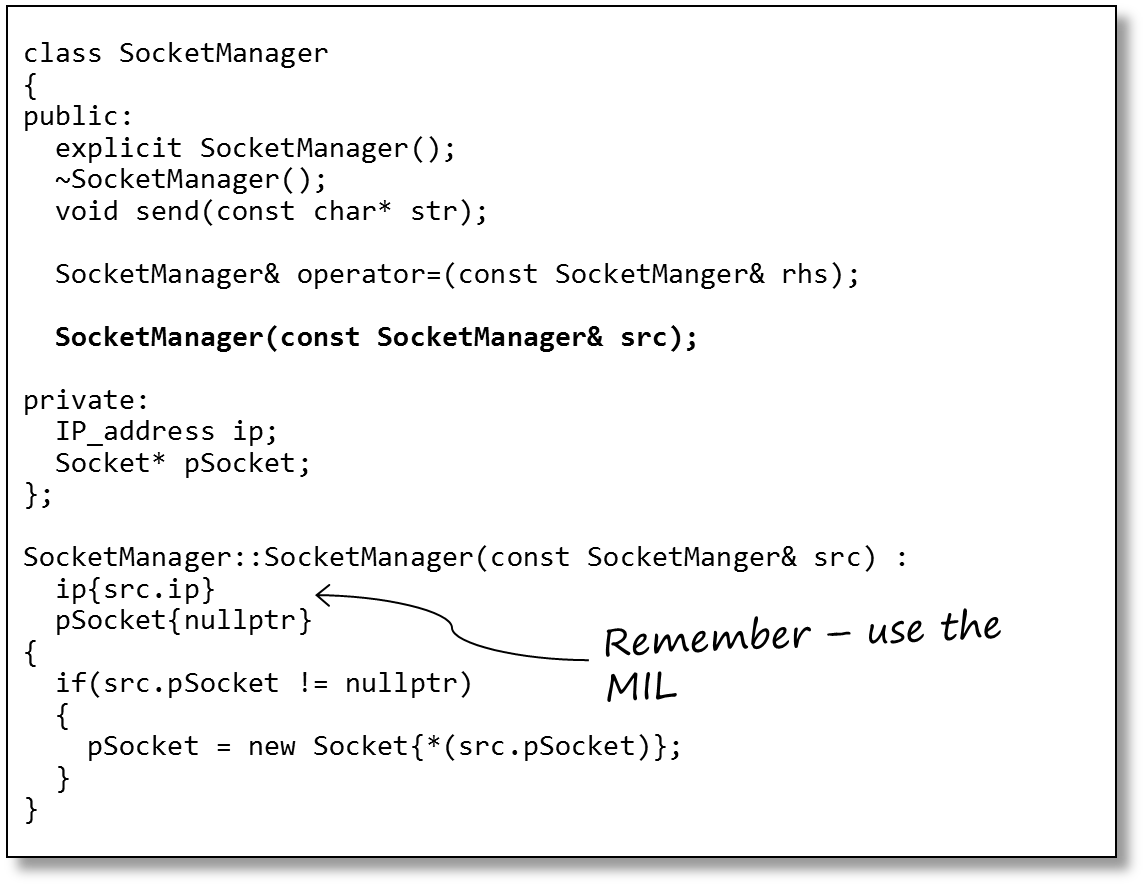 class SocketManager
{
public:
  explicit SocketManager();
  ~SocketManager();
  void send(const char* str);

  SocketManager& operator=(const SocketManger& rhs);

  SocketManager(const SocketManager& src);

private:
  IP_address ip;
  Socket* pSocket;
};

SocketManager::SocketManager(const SocketManger& src) :
  ip{src.ip}
  pSocket{nullptr}
{
  if(src.pSocket != nullptr)
  {
    pSocket = new Socket{*(src.pSocket)};
  }
}
Remember – use the
MIL